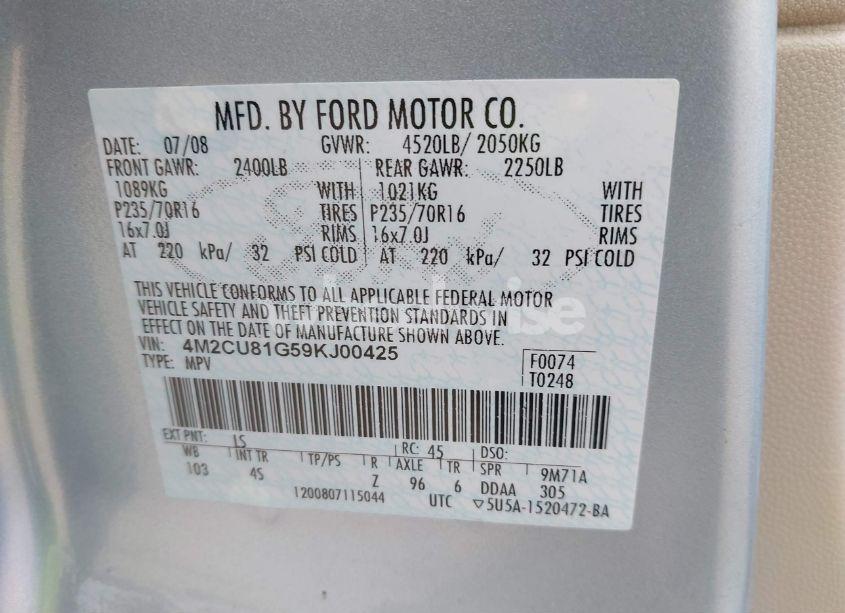 MFD. BY FORD MOTOR CO.
DATE: 07/08 GVWR: 4520LB/ 2050KG
FRONT GAWR: 2400LB REAR GAWR: 2250LB
1089KG WITH 1021KG WITH
P235/70R16 TIRES P235/70R16 TIRES
16x7.0J RIMS 16x7.0J RIMS
AT 220 kPa/ 32 PSI COLD AT 220 kPa/ 32 PSI COLD
THIS VEHICLE CONFORMS TO ALL APPLICABLE FEDERAL MOTOR
VEHICLE SAFETY AND THEFT PREVENTION STANDARDS IN
EFFECT ON THE DATE OF MANUFACTURE SHOWN ABOVE.
VIN: 4M2CU81G59KJ00425
TYPE: MPV
F0074
T0248
EXT PNT: JS RC: 45 DSO:
WB INT TR TP/PS R AXLE TR SPR 9M71A
103 4S Z 96 6 DDAA 305
1200807115044 UTC ▽5U5A-1520472-BA